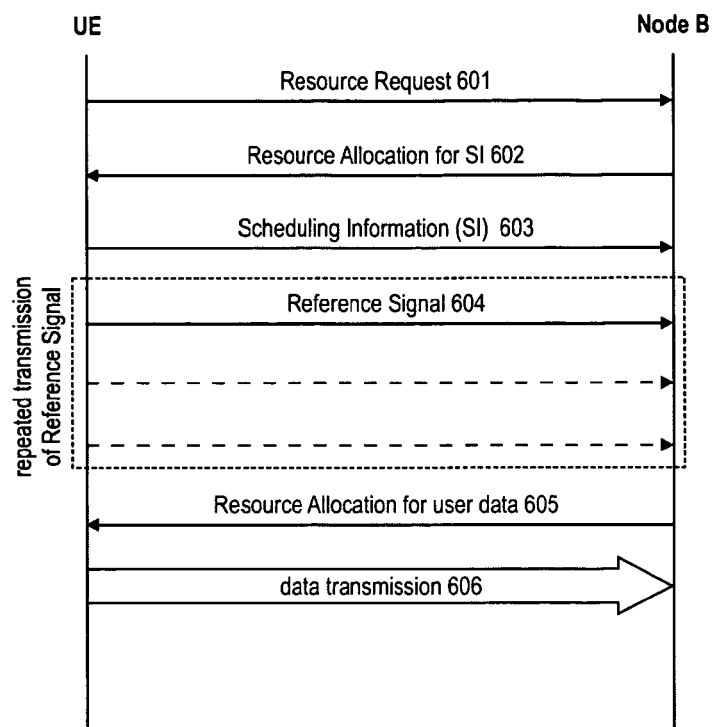 UE
Node B
Resource Request 601
Resource Allocation for SI 602
Scheduling Information (SI) 603
repeated transmission
of Reference Signal
Reference Signal 604
Resource Allocation for user data 605
data transmission 606